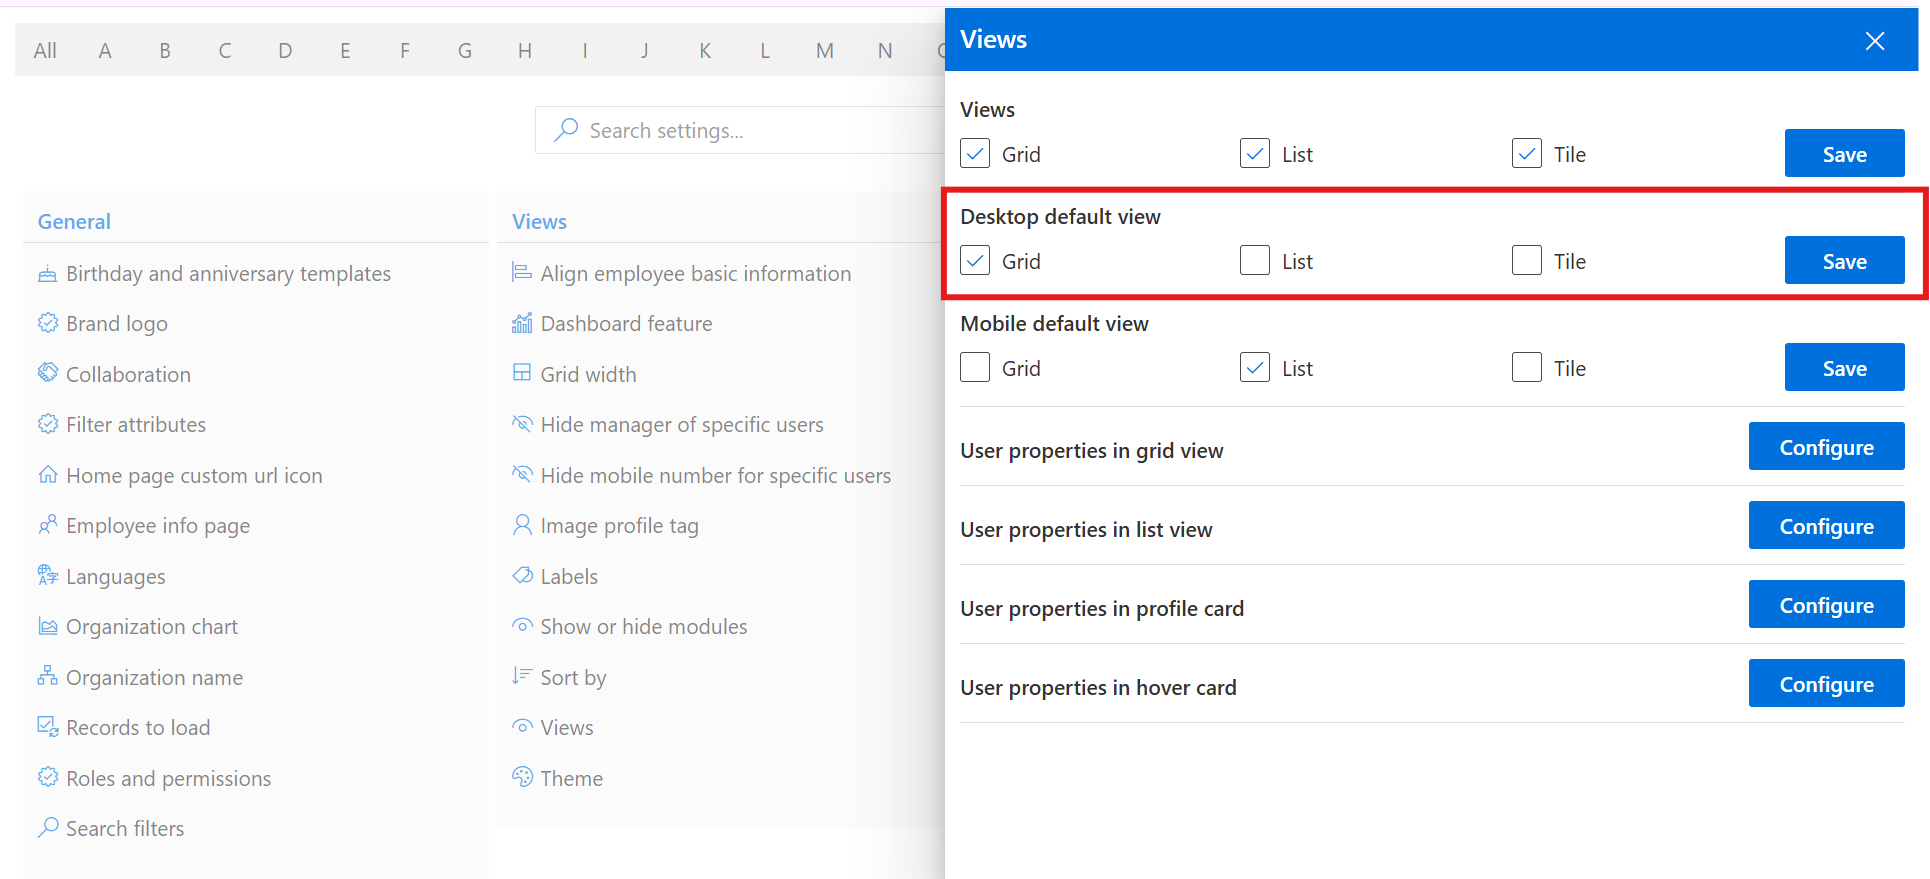 All A B C D E F G H I J K L M N
Search settings...
General
Birthday and anniversary templates
Brand logo
Collaboration
Filter attributes
Home page custom url icon
Employee info page
Languages
Organization chart
Organization name
Records to load
Roles and permissions
Search filters
Views
Align employee basic information
Dashboard feature
Grid width
Hide manager of specific users
Hide mobile number for specific users
Image profile tag
Labels
Show or hide modules
Sort by
Views
Theme
Views
Views
Grid List Tile Save
Desktop default view
Grid List Tile Save
Mobile default view
Grid List Tile Save
User properties in grid view Configure
User properties in list view Configure
User properties in profile card Configure
User properties in hover card Configure